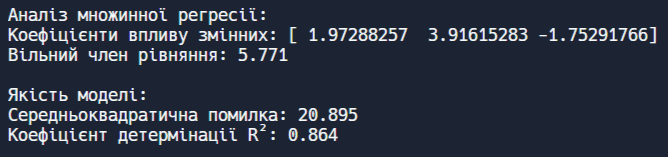 Аналіз множинної регресії:
Коефіцієнти впливу змінних: [ 1.97288257  3.91615283 -1.75291766]
Вільний член рівняння: 5.771
Якість моделі:
Середньоквадратична помилка: 20.895
Коефіцієнт детермінації R²: 0.864